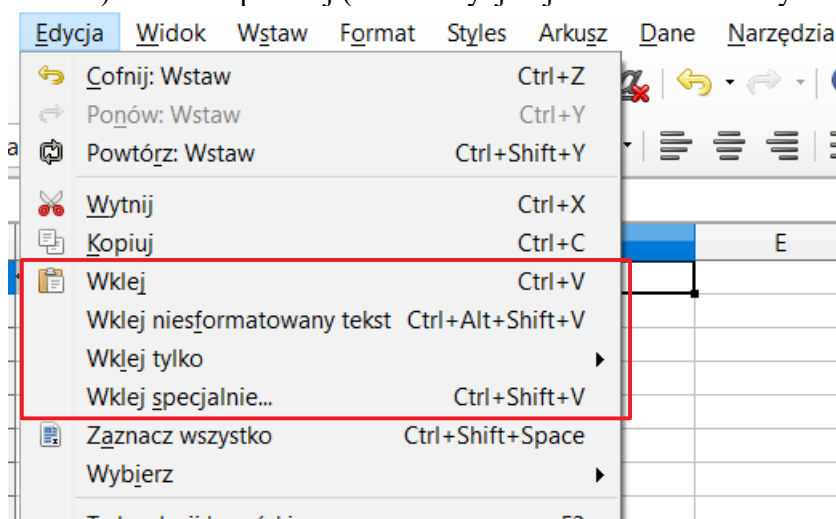 Edycja Widok Wstaw Format Styles Arkusz Dane Narzędzia
Cofnij: Wstaw Ctrl+Z
Ponów: Wstaw Ctrl+Y
Powtórz: Wstaw Ctrl+Shift+Y
Wytnij Ctrl+X
Kopiuj Ctrl+C
E
Wklej Ctrl+V
Wklej niesformatowany tekst Ctrl+Alt+Shift+V
Wklej tylko
Wklej specjalnie... Ctrl+Shift+V
Zaznacz wszystko Ctrl+Shift+Space
Wybierz